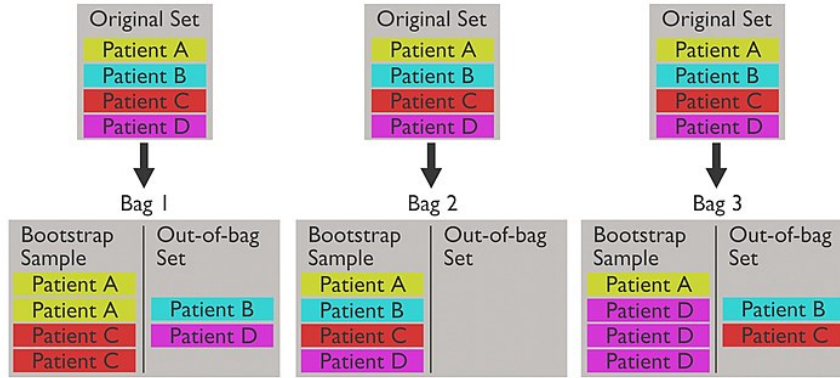 Original Set
Patient A
Patient B
Patient C
Patient D
Original Set
Patient A
Patient B
Patient C
Patient D
Original Set
Patient A
Patient B
Patient C
Patient D
Bag 1
Bootstrap
Sample
Patient A
Patient A
Patient C
Patient C
Out-of-bag
Set
Patient B
Patient D
Bag 2
Bootstrap
Sample
Patient A
Patient B
Patient C
Patient D
Out-of-bag
Set
Bag 3
Bootstrap
Sample
Patient A
Patient D
Patient D
Patient D
Out-of-bag
Set
Patient B
Patient C